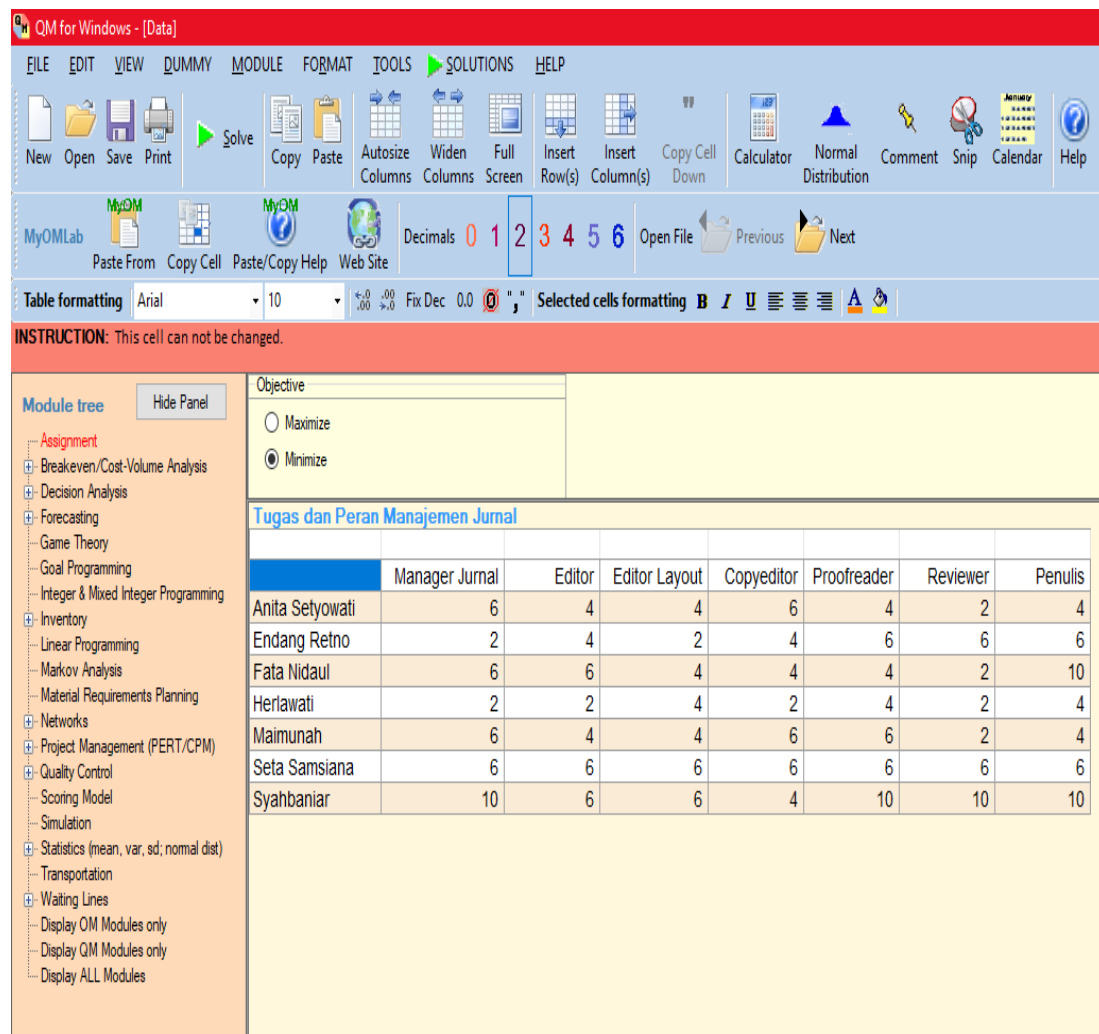 QM for Windows - [Data]
FILE EDIT VIEW DUMMY MODULE FORMAT TOOLS SOLUTIONS HELP
New Open Save Print Solve Copy Paste Autosize Columns Widen Columns Full Screen Insert Row(s) Insert Column(s) Copy Cell Down Calculator Normal Distribution Comment Snip Calendar Help
MyOMLab Paste From Copy Cell Paste/Copy Help Web Site Decimals 0 1 2 3 4 5 6 Open File Previous Next
Table formatting Arial 10 Fix Dec 0.0 0 "," Selected cells formatting B I U A
INSTRUCTION: This cell can not be changed.
Module tree Hide Panel
Assignment
Breakeven/Cost-Volume Analysis
Decision Analysis
Forecasting
Game Theory
Goal Programming
Integer & Mixed Integer Programming
Inventory
Linear Programming
Markov Analysis
Material Requirements Planning
Networks
Project Management (PERT/CPM)
Quality Control
Scoring Model
Simulation
Statistics (mean, var, sd; normal dist)
Transportation
Waiting Lines
Display OM Modules only
Display QM Modules only
Display ALL Modules
Objective
Maximize
Minimize
Tugas dan Peran Manajemen Jurnal
Manager Jurnal Editor Editor Layout Copyeditor Proofreader Reviewer Penulis
Anita Setyowati 6 4 4 6 4 2 4
Endang Retno 2 4 2 4 6 6 6
Fata Nidaul 6 6 4 4 4 2 10
Herlawati 2 2 4 2 4 2 4
Maimunah 6 4 4 6 6 2 4
Seta Samsiana 6 6 6 6 6 6 6
Syahbaniar 10 6 6 4 10 10 10